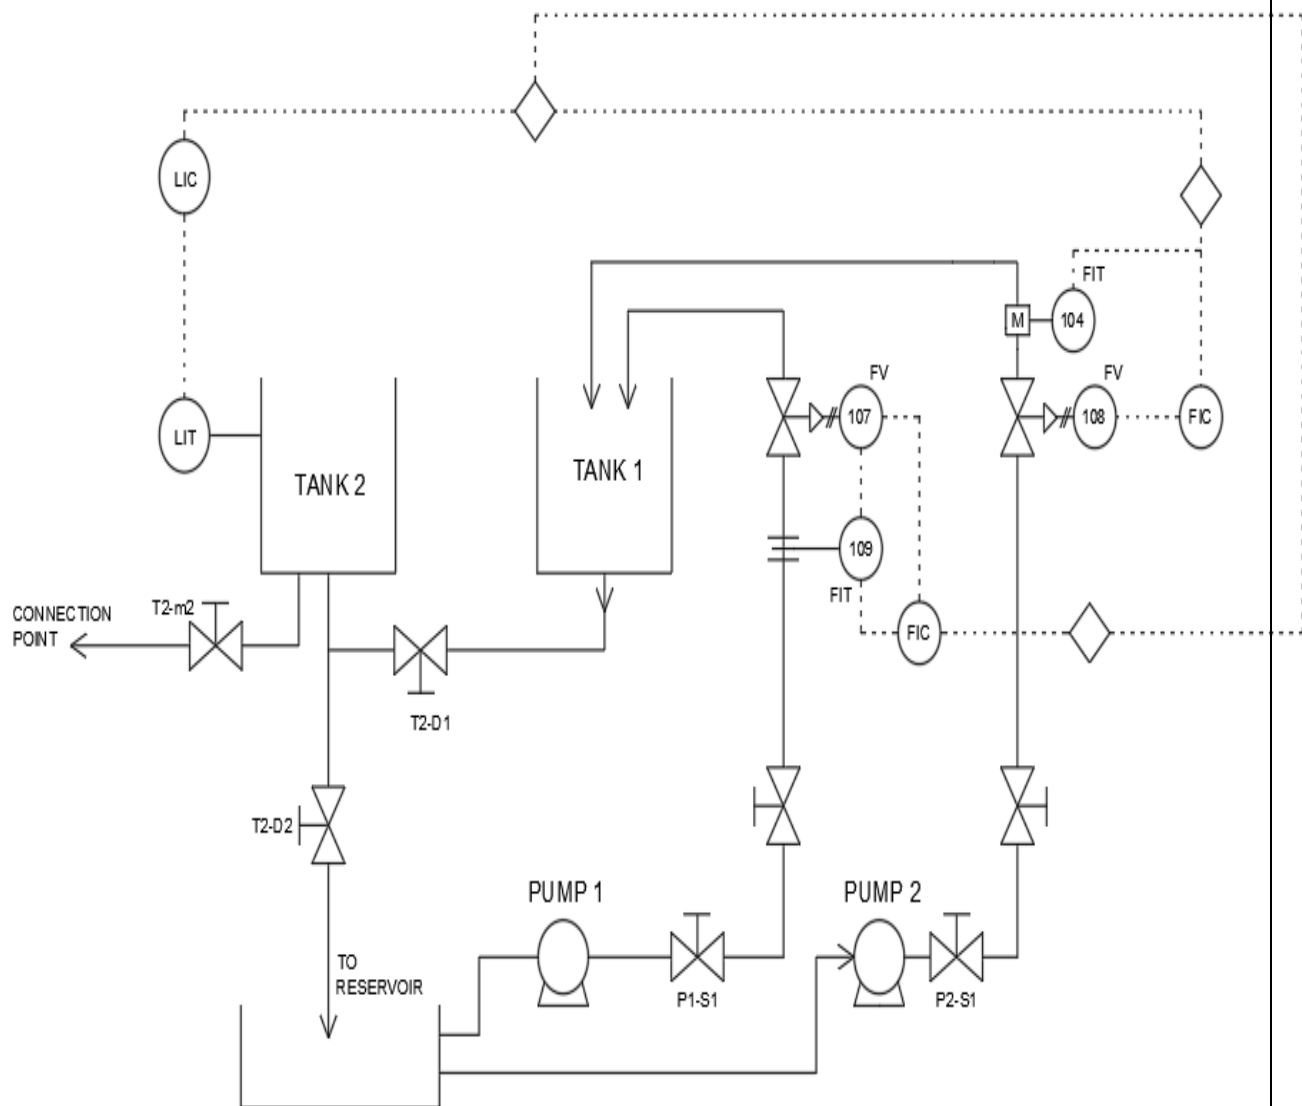 LIC
FIT
M
104
FV
FV
LIT
107
108
FIC
TANK 2
TANK 1
109
FIT
T2-m2
CONNECTION
POINT
FIC
T2-D1
T2-D2
PUMP 1
PUMP 2
TO
RESERVOIR
P1-S1
P2-S1